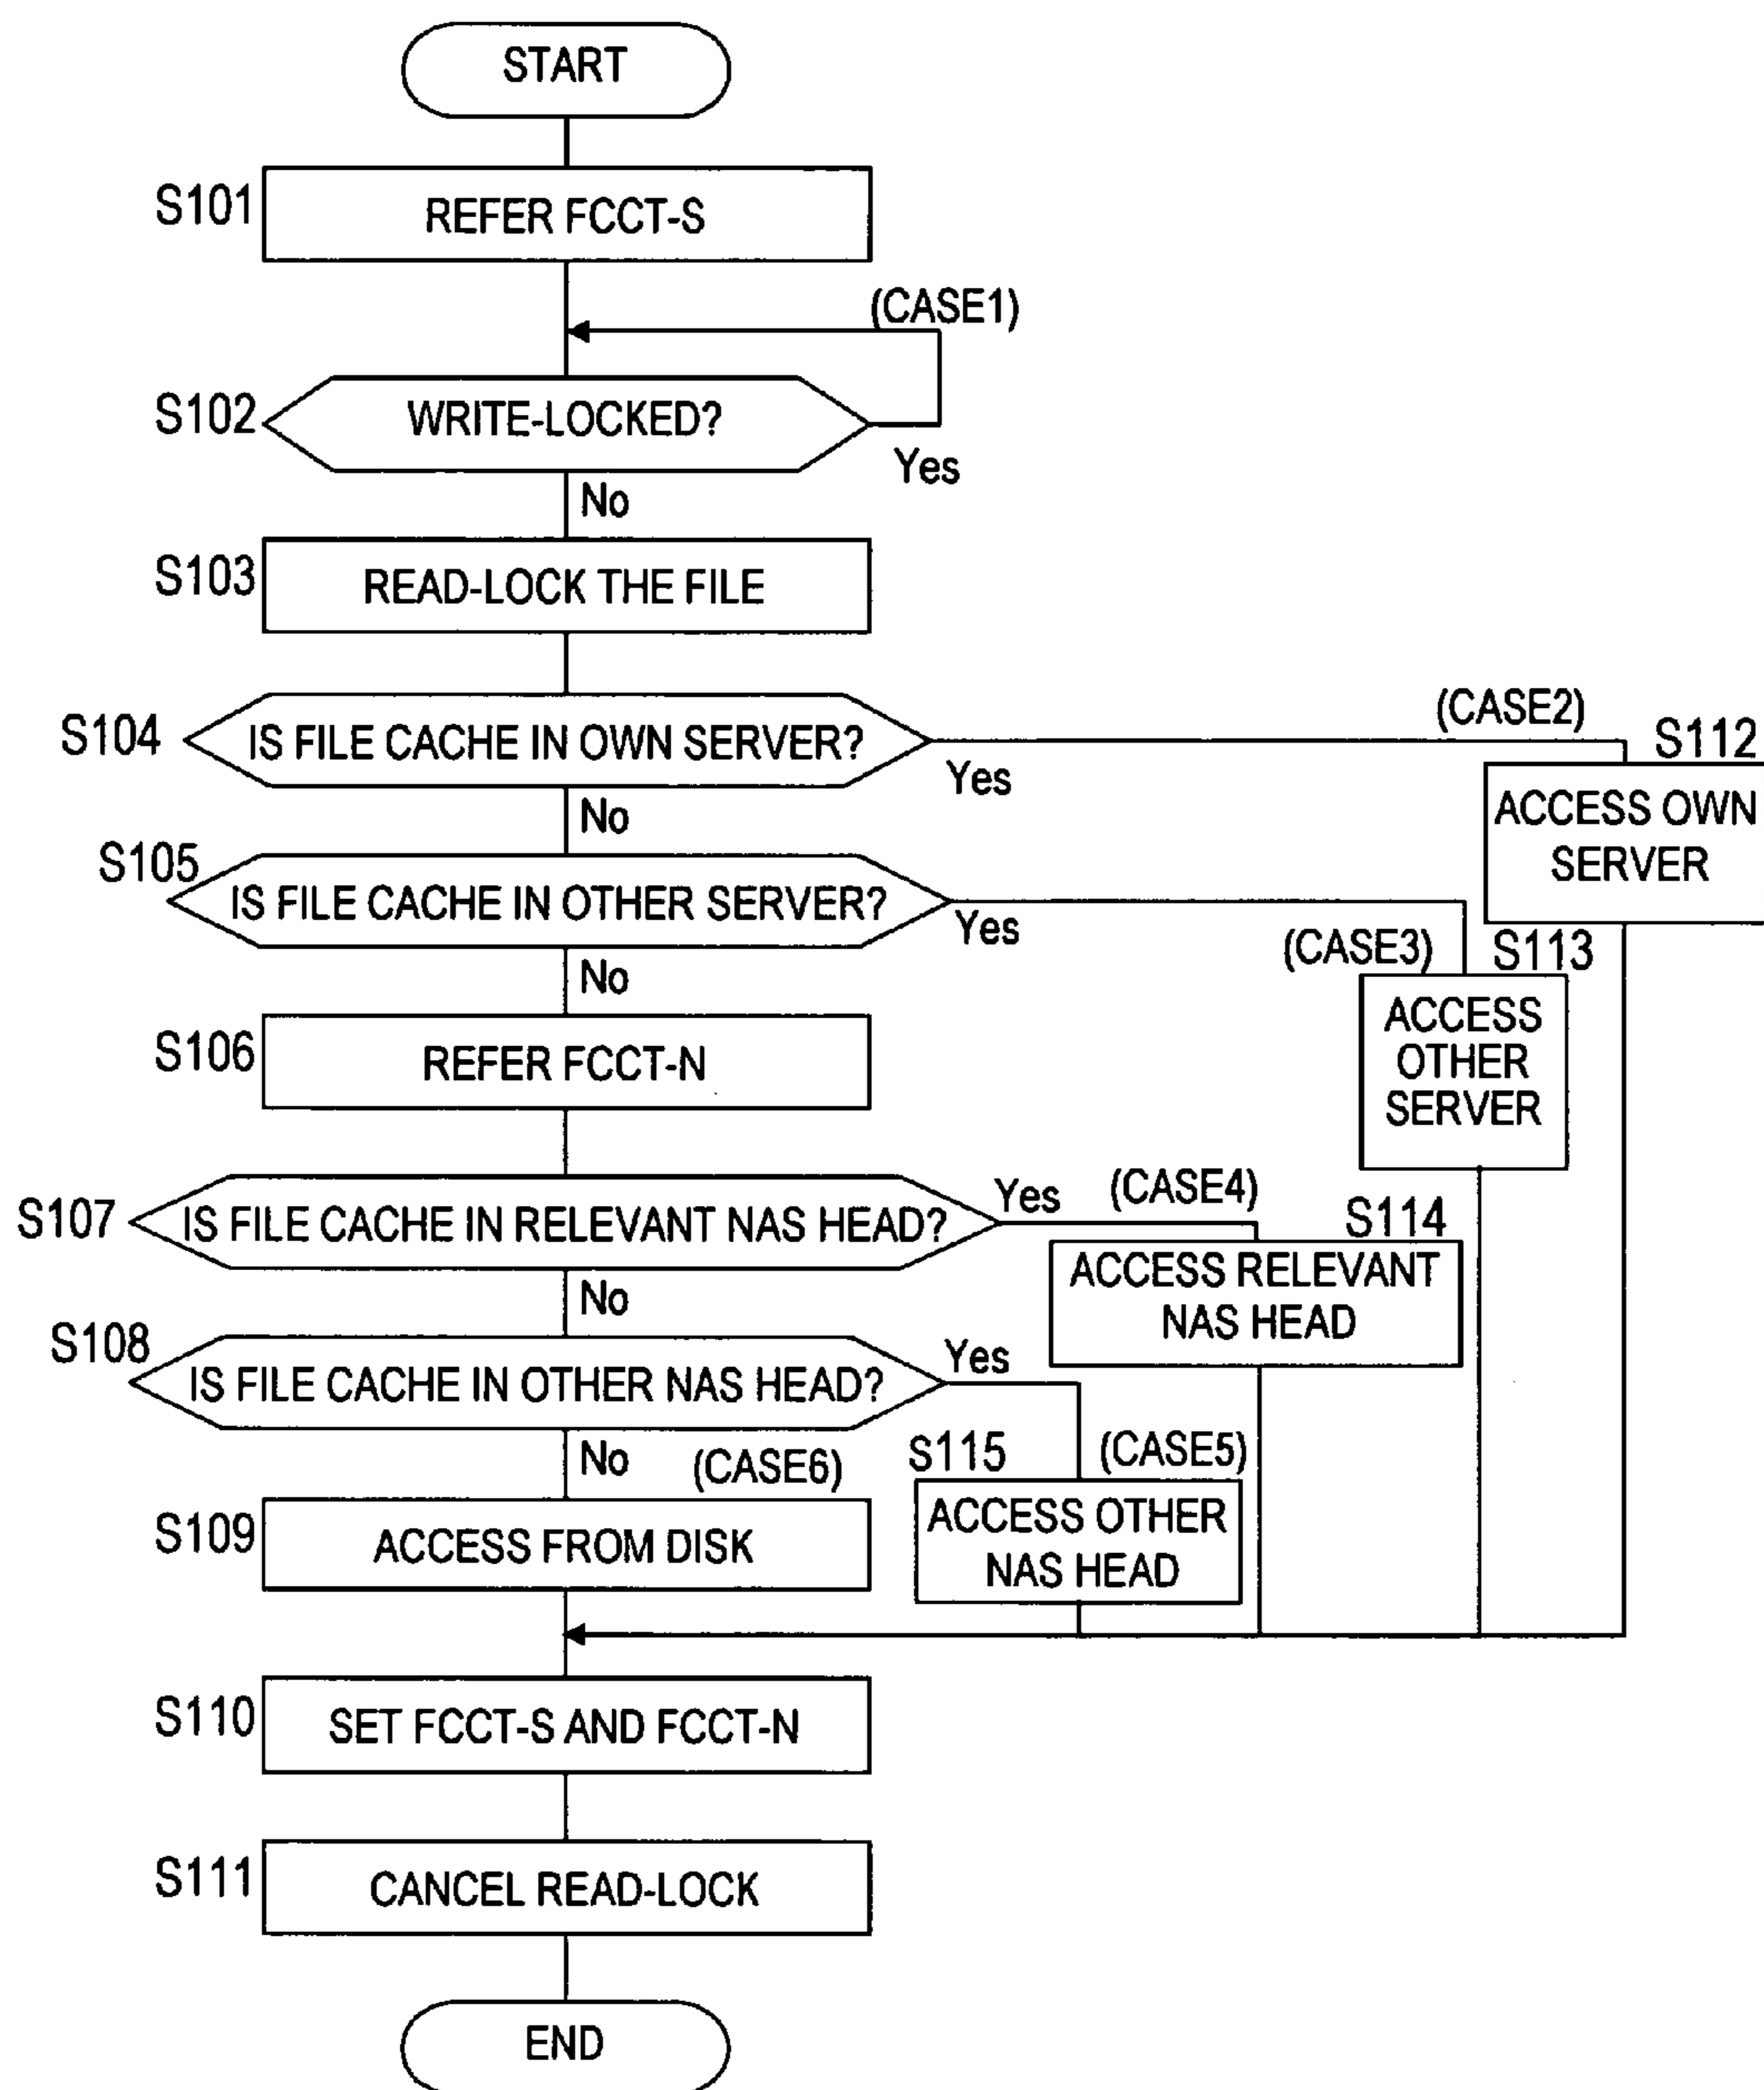 START
S101
REFER FCCT-S
(CASE1)
S102
WRITE-LOCKED?
Yes
No
S103
READ-LOCK THE FILE
(CASE2)
S104
IS FILE CACHE IN OWN SERVER?
Yes
S112
ACCESS OWN
SERVER
No
S105
IS FILE CACHE IN OTHER SERVER?
Yes
(CASE3)
S113
ACCESS
OTHER
SERVER
No
S106
REFER FCCT-N
S107
IS FILE CACHE IN RELEVANT NAS HEAD?
Yes
(CASE4)
S114
ACCESS RELEVANT
NAS HEAD
No
S108
IS FILE CACHE IN OTHER NAS HEAD?
Yes
S115
(CASE5)
ACCESS OTHER
NAS HEAD
No
(CASE6)
S109
ACCESS FROM DISK
S110
SET FCCT-S AND FCCT-N
S111
CANCEL READ-LOCK
END